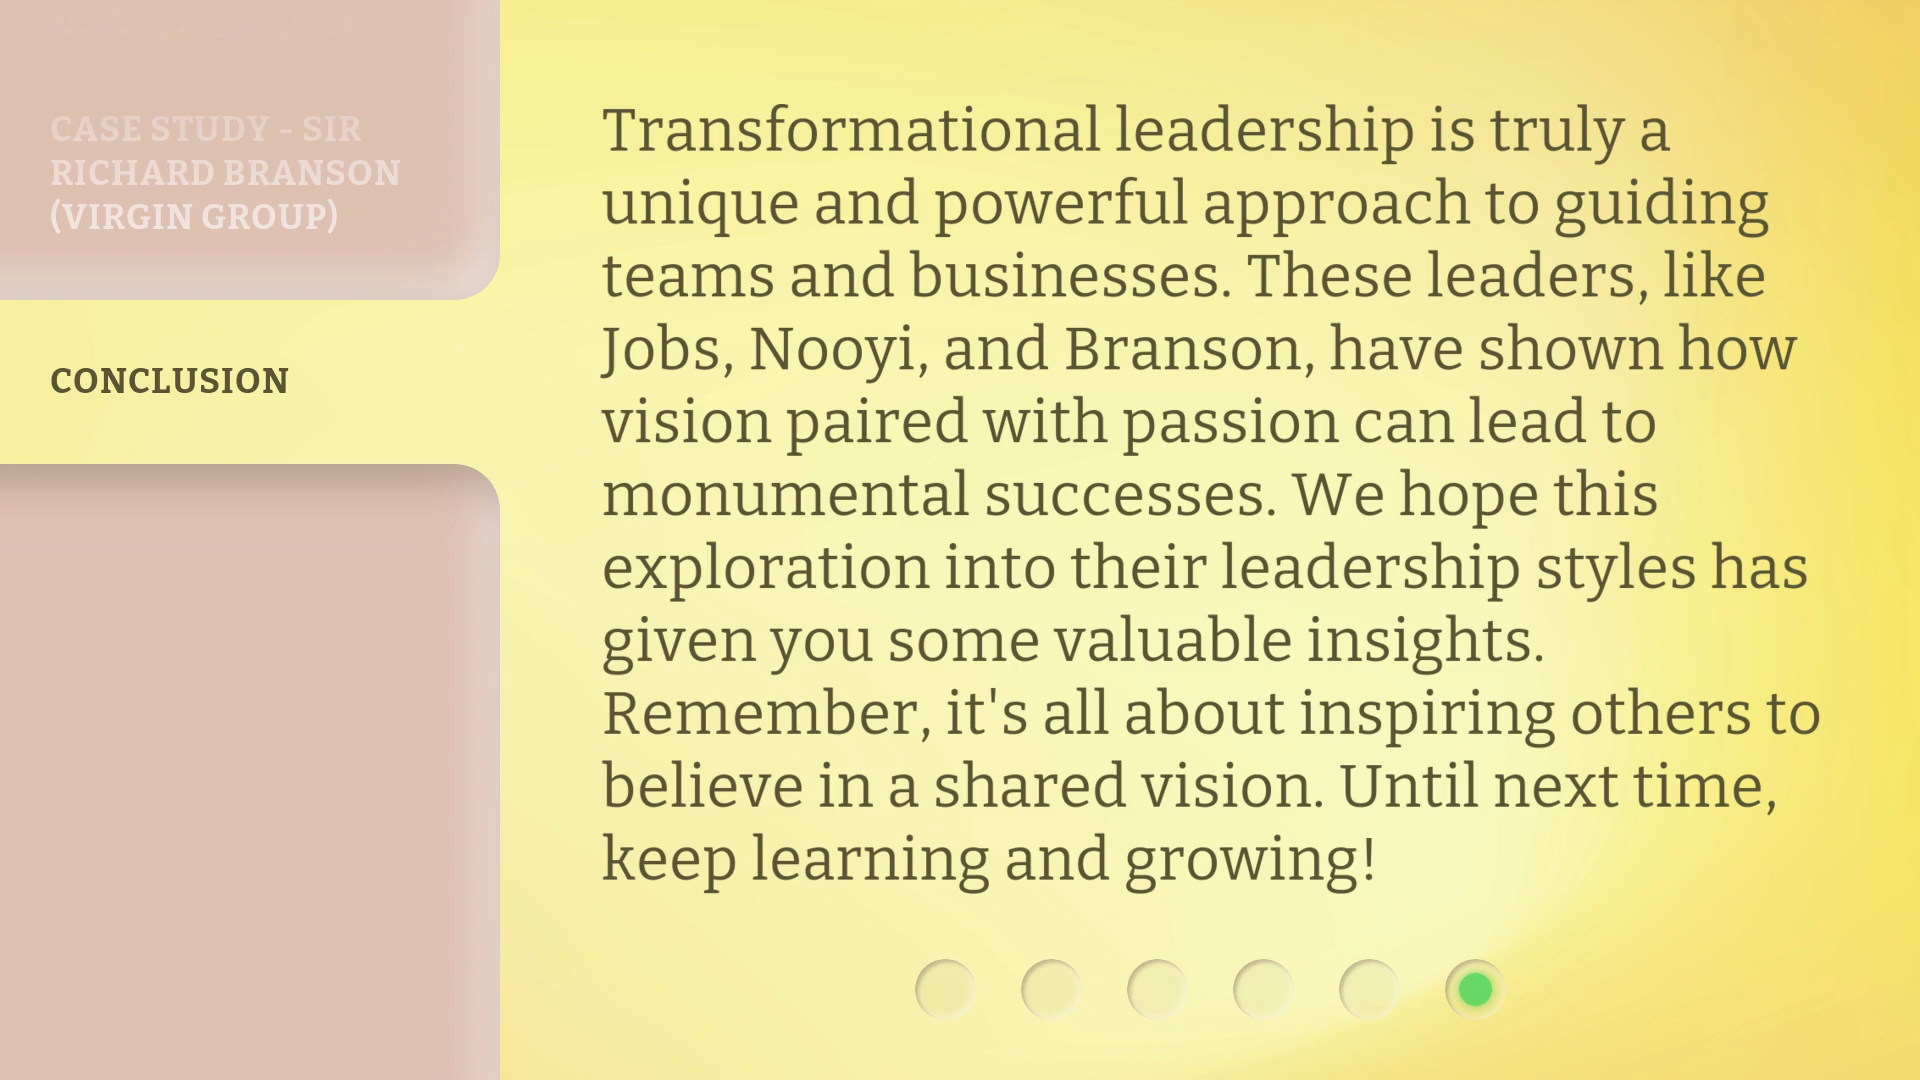 CASE STUDY - SIR
RICHARD BRANSON
(VIRGIN GROUP)
CONCLUSION
Transformational leadership is truly a
unique and powerful approach to guiding
teams and businesses. These leaders, like
Jobs, Nooyi, and Branson, have shown how
vision paired with passion can lead to
monumental successes. We hope this
exploration into their leadership styles has
given you some valuable insights.
Remember, it's all about inspiring others to
believe in a shared vision. Until next time,
keep learning and growing!